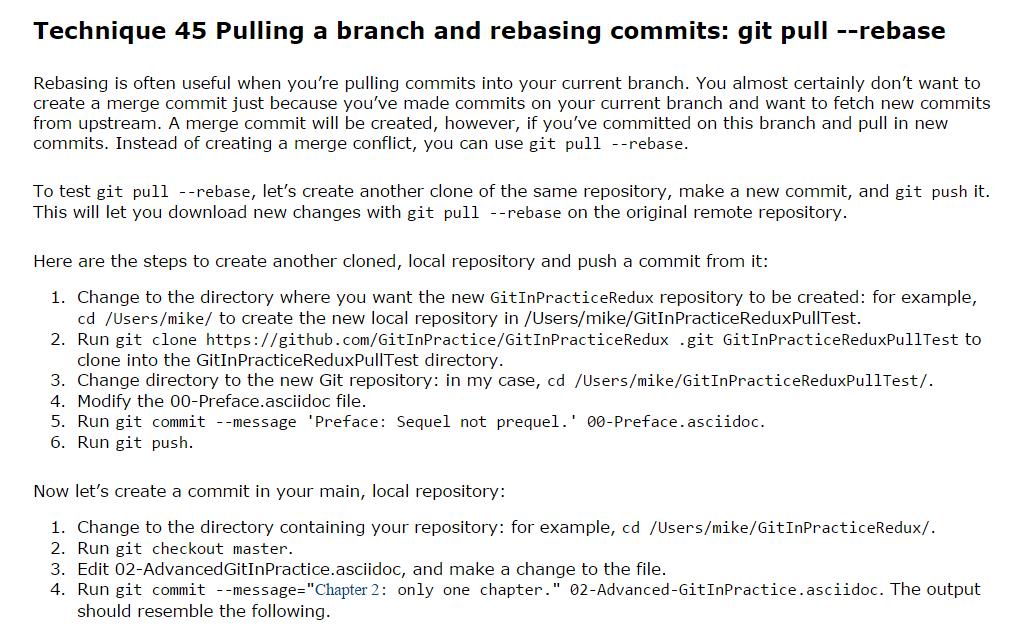 Technique 45 Pulling a branch and rebasing commits: git pull --rebase
Rebasing is often useful when you’re pulling commits into your current branch. You almost certainly don’t want to
create a merge commit just because you’ve made commits on your current branch and want to fetch new commits
from upstream. A merge commit will be created, however, if you’ve committed on this branch and pull in new
commits. Instead of creating a merge conflict, you can use git pull --rebase.
To test git pull --rebase, let’s create another clone of the same repository, make a new commit, and git push it.
This will let you download new changes with git pull --rebase on the original remote repository.
Here are the steps to create another cloned, local repository and push a commit from it:
1. Change to the directory where you want the new GitInPracticeRedux repository to be created: for example,
cd /Users/mike/ to create the new local repository in /Users/mike/GitInPracticeReduxPullTest.
2. Run git clone https://github.com/GitInPractice/GitInPracticeRedux .git GitInPracticeReduxPullTest to
clone into the GitInPracticeReduxPullTest directory.
3. Change directory to the new Git repository: in my case, cd /Users/mike/GitInPracticeReduxPullTest/.
4. Modify the 00-Preface.asciidoc file.
5. Run git commit --message 'Preface: Sequel not prequel.' 00-Preface.asciidoc.
6. Run git push.
Now let’s create a commit in your main, local repository:
1. Change to the directory containing your repository: for example, cd /Users/mike/GitInPracticeRedux/.
2. Run git checkout master.
3. Edit 02-AdvancedGitInPractice.asciidoc, and make a change to the file.
4. Run git commit --message="Chapter 2: only one chapter." 02-Advanced-GitInPractice.asciidoc. The output
should resemble the following.